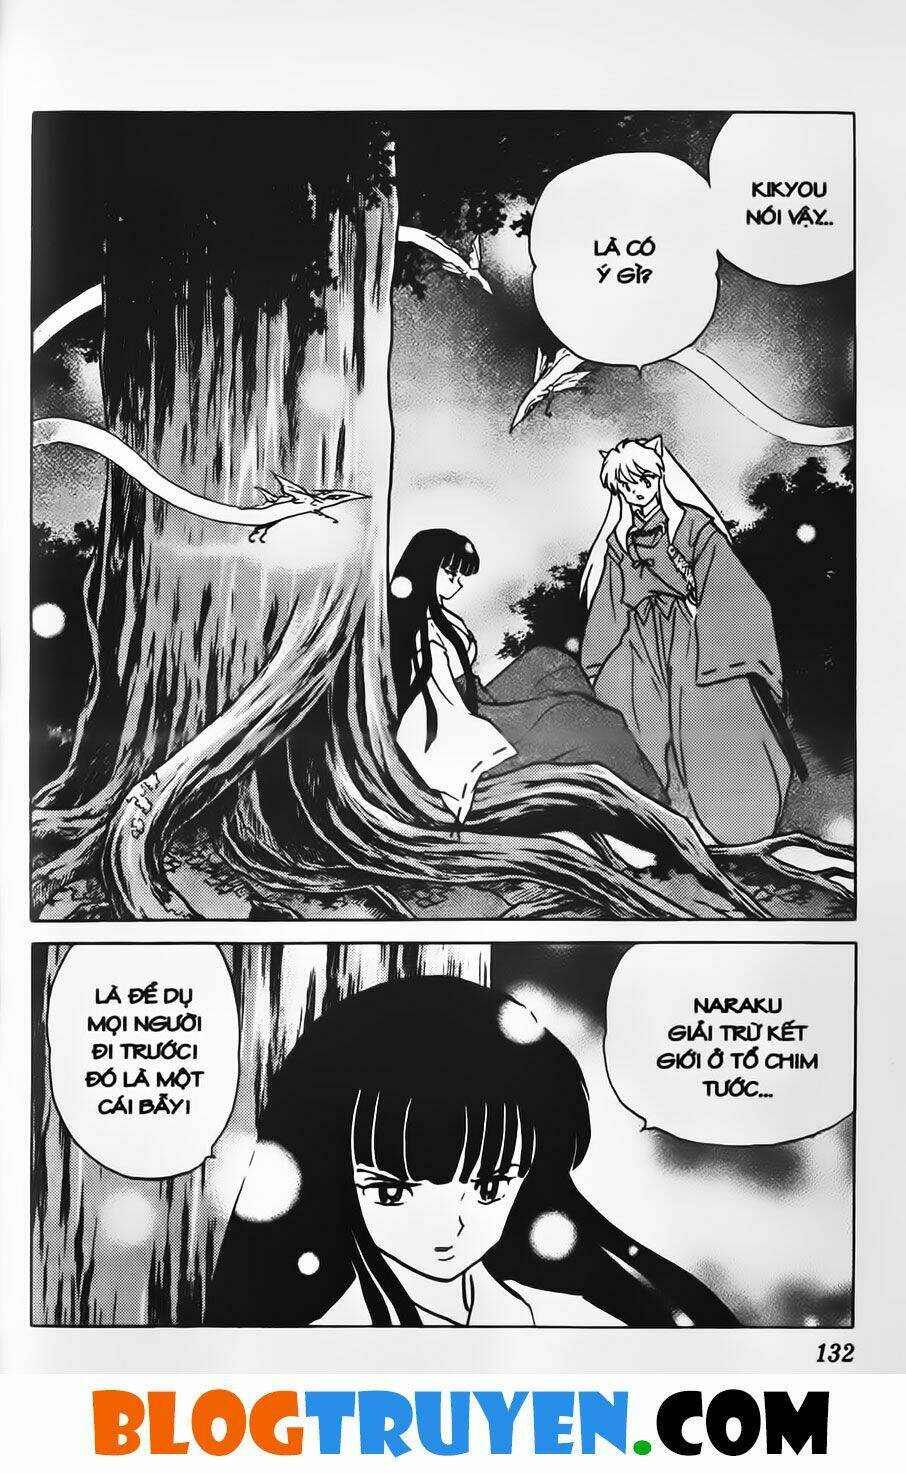 KIKYOU
NÓI VẬY...
LÀ CÓ
Ý GÌ?
NARAKU
GIẢI TRỪ KẾT
GIỚI Ở TỔ CHIM
TƯỚC...
LÀ ĐỂ DỤ
MỌI NGƯỜI
ĐI TRƯỚC!
ĐÓ LÀ MỘT
CÁI BẪY!
132
BLOGTRUYEN.COM